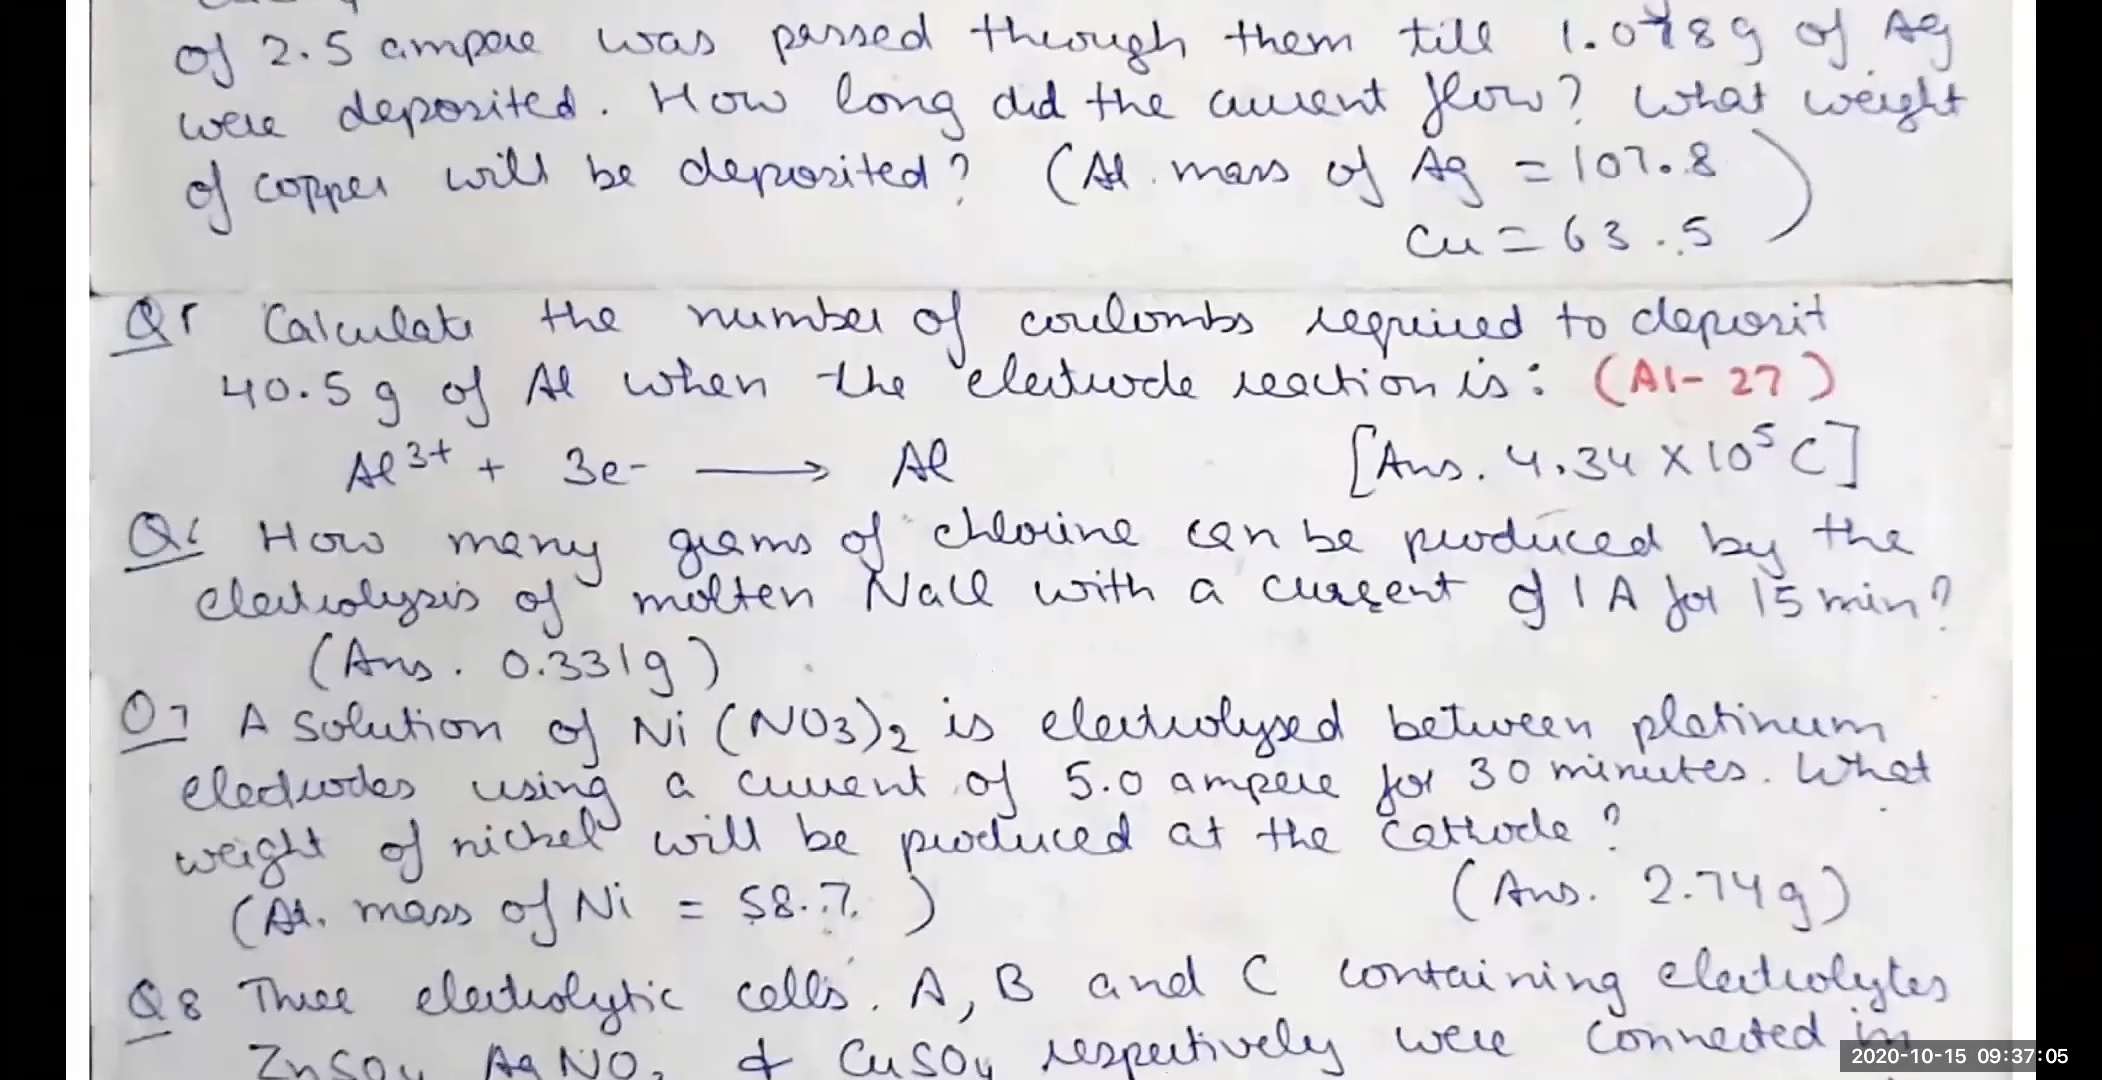 of 2.5 ampere was passed through them till 1.078g of Ag
were deposited. How long did the current flow? What weight
of copper will be deposited? (At. mass of Ag = 107.8
Cu = 63.5)
Q5 Calculate the number of coulombs required to deposit
40.5 g of Al when the electrode reaction is: (Al-27)
Al3+ + 3e- ⟶ Al [Ans. 4.34 X 10⁵ C]
Q6 How many grams of chlorine can be produced by the
electrolysis of molten NaCl with a current of 1 A for 15 min?
(Ans. 0.331g)
Q7 A solution of Ni (NO3)2 is electrolysed between platinum
electrodes using a current of 5.0 ampere for 30 minutes. What
weight of nickel will be produced at the cathode?
(At. mass of Ni = 58.7) (Ans. 2.74g)
Q8 Three electrolytic cells A, B and C containing electrolytes
ZnSO4 AgNO3 & CuSO4 respectively were connected in
2020-10-15 09:37:05